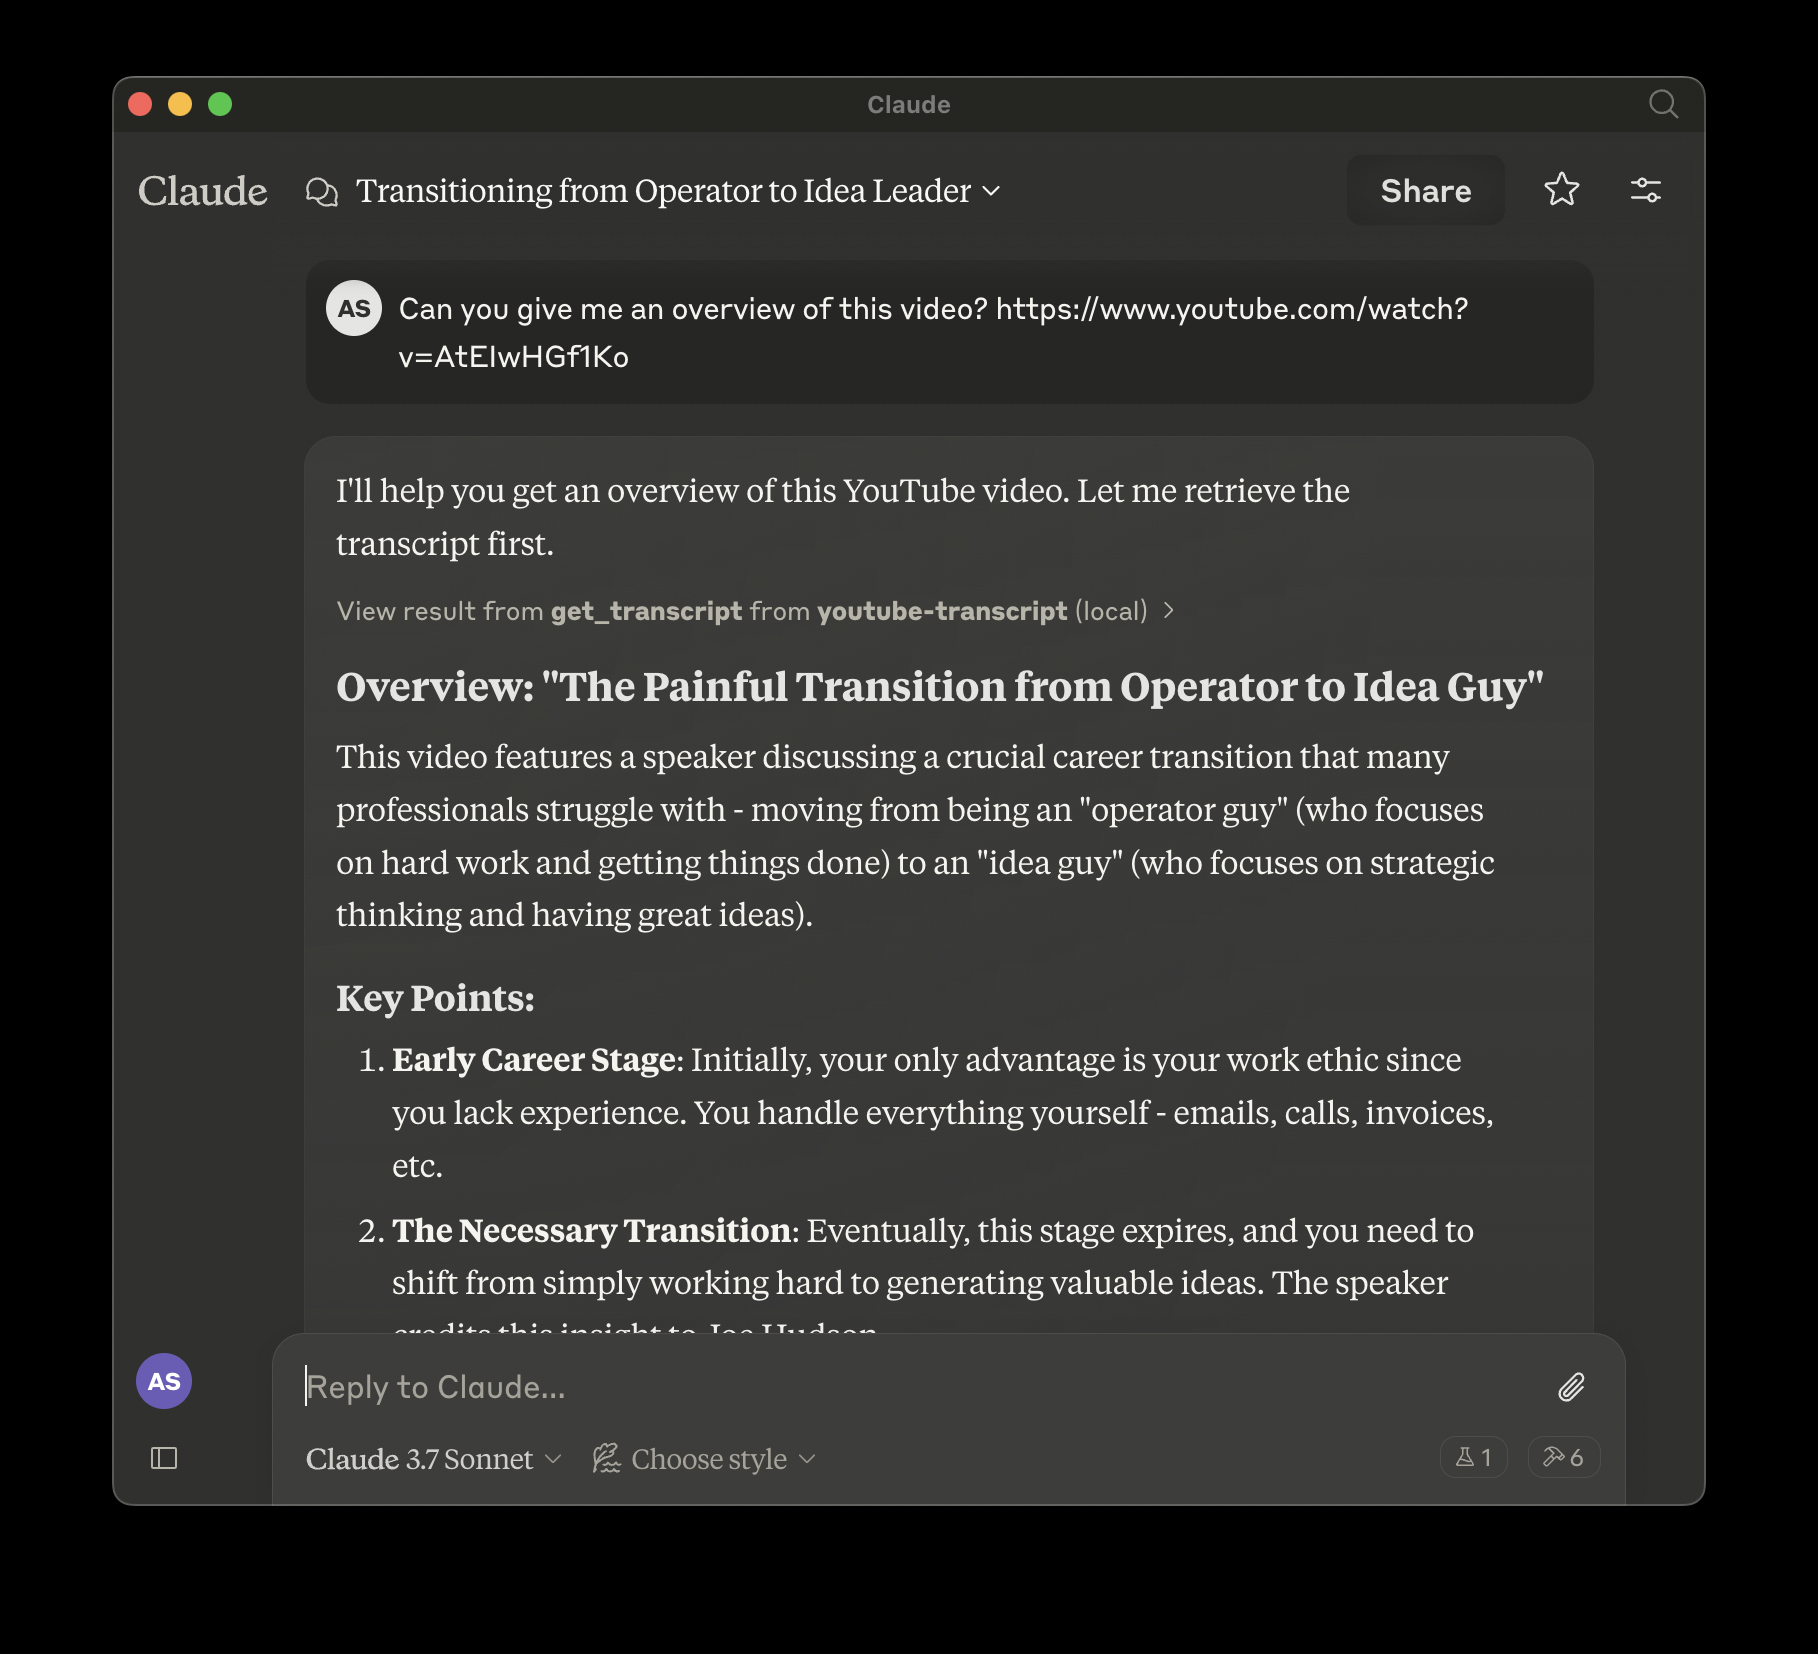 Claude
Claude
Transitioning from Operator to Idea Leader
Share
AS
Can you give me an overview of this video? https://www.youtube.com/watch?
v=AtEIwHGf1Ko
I'll help you get an overview of this YouTube video. Let me retrieve the
transcript first.
View result from get_transcript from youtube-transcript (local)
Overview: "The Painful Transition from Operator to Idea Guy"
This video features a speaker discussing a crucial career transition that many
professionals struggle with - moving from being an "operator guy" (who focuses
on hard work and getting things done) to an "idea guy" (who focuses on strategic
thinking and having great ideas).
Key Points:
1. Early Career Stage: Initially, your only advantage is your work ethic since
you lack experience. You handle everything yourself - emails, calls, invoices,
etc.
2. The Necessary Transition: Eventually, this stage expires, and you need to
shift from simply working hard to generating valuable ideas. The speaker
credits this insight to Joe Hudson.
AS
Reply to Claude...
Claude 3.7 Sonnet
Choose style
1
6